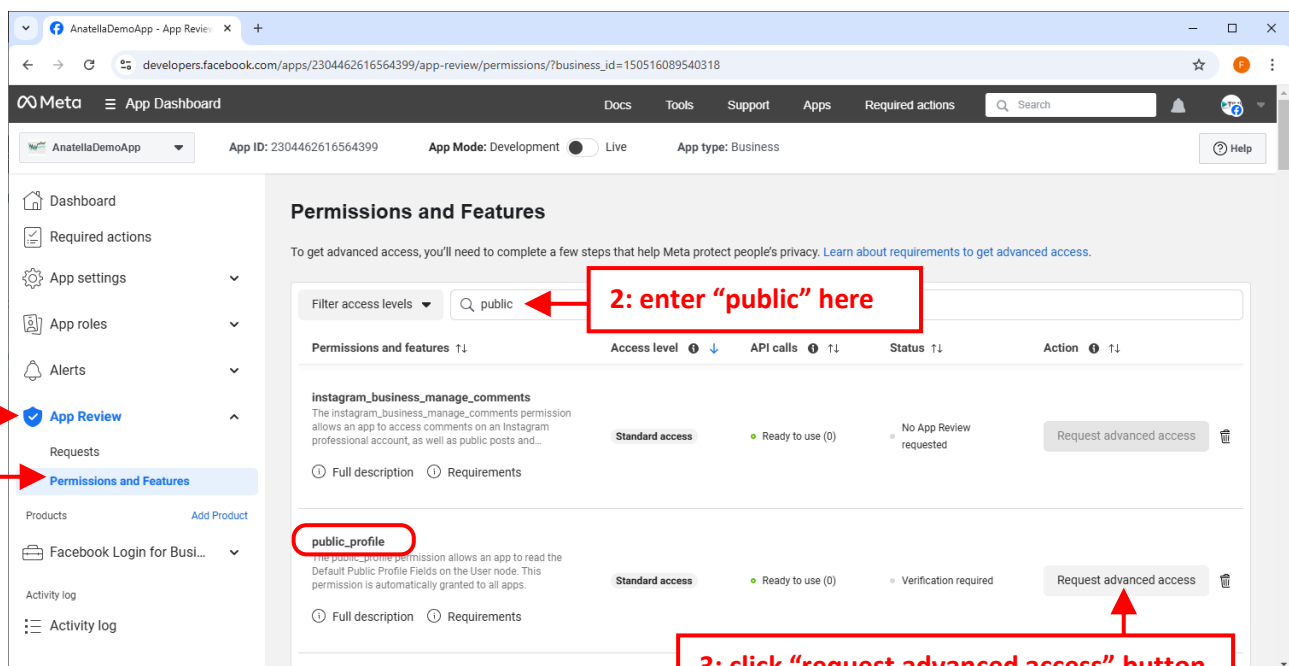 AnatellaDemoApp - App Review
developers.facebook.com/apps/2304462616564399/app-review/permissions/?business_id=150516089540318
F
Meta
App Dashboard
Docs
Tools
Support
Apps
Required actions
Search
AnatellaDemoApp
App ID: 2304462616564399
App Mode: Development
Live
App type: Business
Help
Dashboard
Required actions
App settings
App roles
Alerts
App Review
Requests
Permissions and Features
Products
Add Product
Facebook Login for Busi...
Activity log
Activity log
Permissions and Features
To get advanced access, you'll need to complete a few steps that help Meta protect people's privacy. Learn about requirements to get advanced access.
Filter access levels
public
2: enter “public” here
Permissions and features
Access level
API calls
Status
Action
instagram_business_manage_comments
The instagram_business_manage_comments permission
allows an app to access comments on an Instagram
professional account, as well as public posts and...
Full description
Requirements
Standard access
Ready to use (0)
No App Review
requested
Request advanced access
public_profile
The public_profile permission allows an app to read the
Default Public Profile Fields on the User node. This
permission is automatically granted to all apps.
Full description
Requirements
Standard access
Ready to use (0)
Verification required
Request advanced access
3: click “request advanced access” button